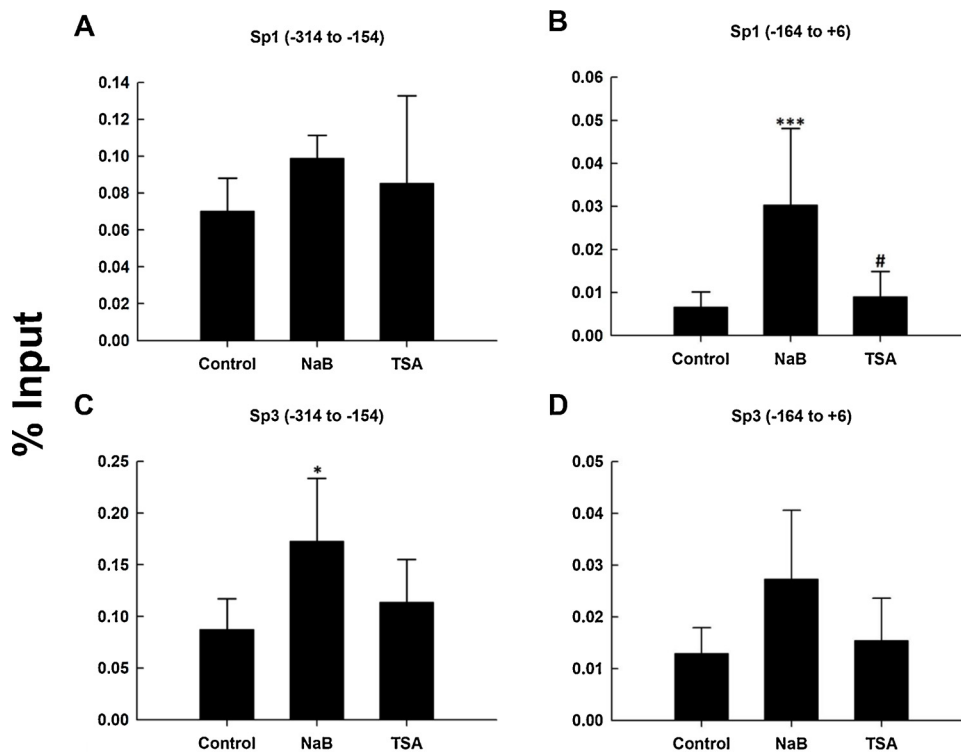 A
Sp1 (-314 to -154)
0.14
0.12
0.10
0.08
0.06
0.04
0.02
0.00
Control NaB TSA
B
Sp1 (-164 to +6)
0.06
0.05
0.04
0.03
0.02
0.01
0.00
***
#
Control NaB TSA
% Input
C
Sp3 (-314 to -154)
0.25
0.20
0.15
0.10
0.05
0.00
*
Control NaB TSA
D
Sp3 (-164 to +6)
0.05
0.04
0.03
0.02
0.01
0.00
Control NaB TSA